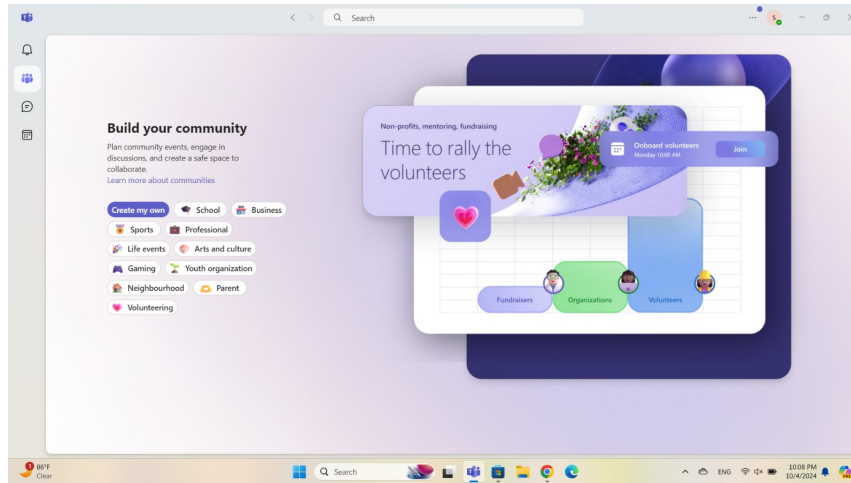 Search
S
Build your community
Plan community events, engage in
discussions, and create a safe space to
collaborate.
Learn more about communities
Create my own
School
Business
Sports
Professional
Life events
Arts and culture
Gaming
Youth organization
Neighbourhood
Parent
Volunteering
Non-profits, mentoring, fundraising
Time to rally the
volunteers
Onboard volunteers
Monday 10:00 AM
Join
Fundraisers
Organizations
Volunteers
1
86°F
Clear
Search
ENG
10:08 PM
10/4/2024